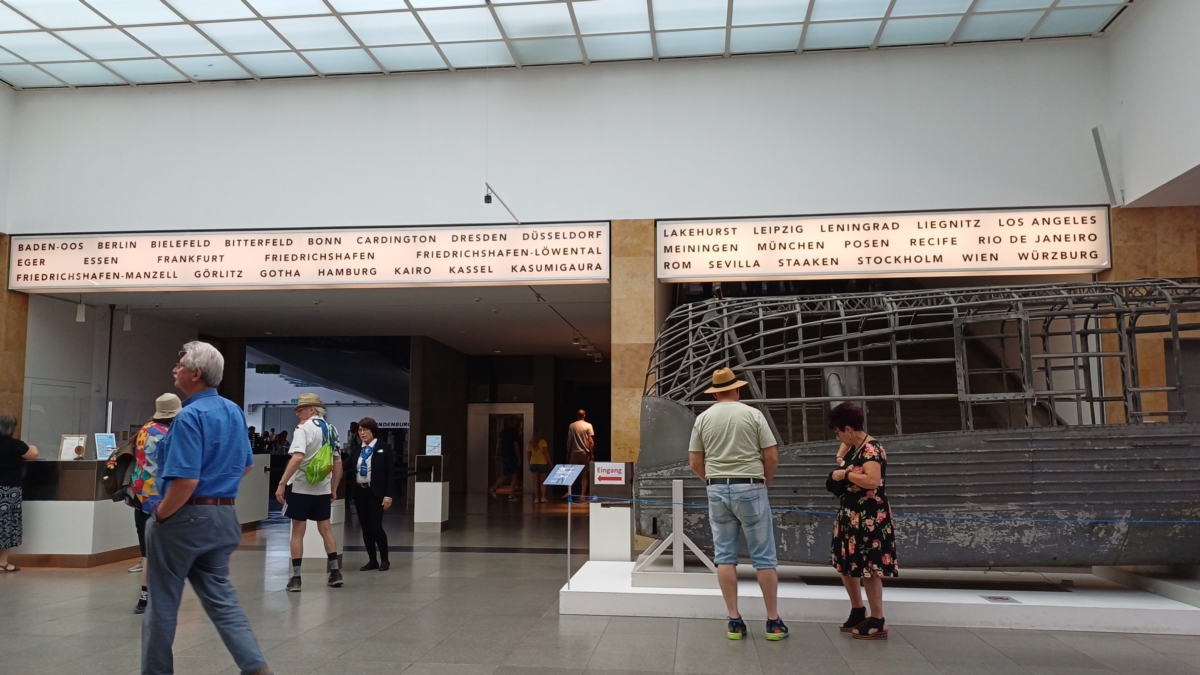 BADEN-OOS BERLIN BIELEFELD BITTERFELD BONN CARDINGTON DRESDEN DÜSSELDORF
EGER ESSEN FRANKFURT FRIEDRICHSHAFEN FRIEDRICHSHAFEN-LÖWENTAL
FRIEDRICHSHAFEN-MANZELL GÖRLITZ GOTHA HAMBURG KAIRO KASSEL KASUMIGAURA
LAKEHURST LEIPZIG LENINGRAD LIEGNITZ LOS ANGELES
MEININGEN MÜNCHEN POSEN RECIFE RIO DE JANEIRO
ROM SEVILLA STAAKEN STOCKHOLM WIEN WÜRZBURG
NDENBURG
Eingang